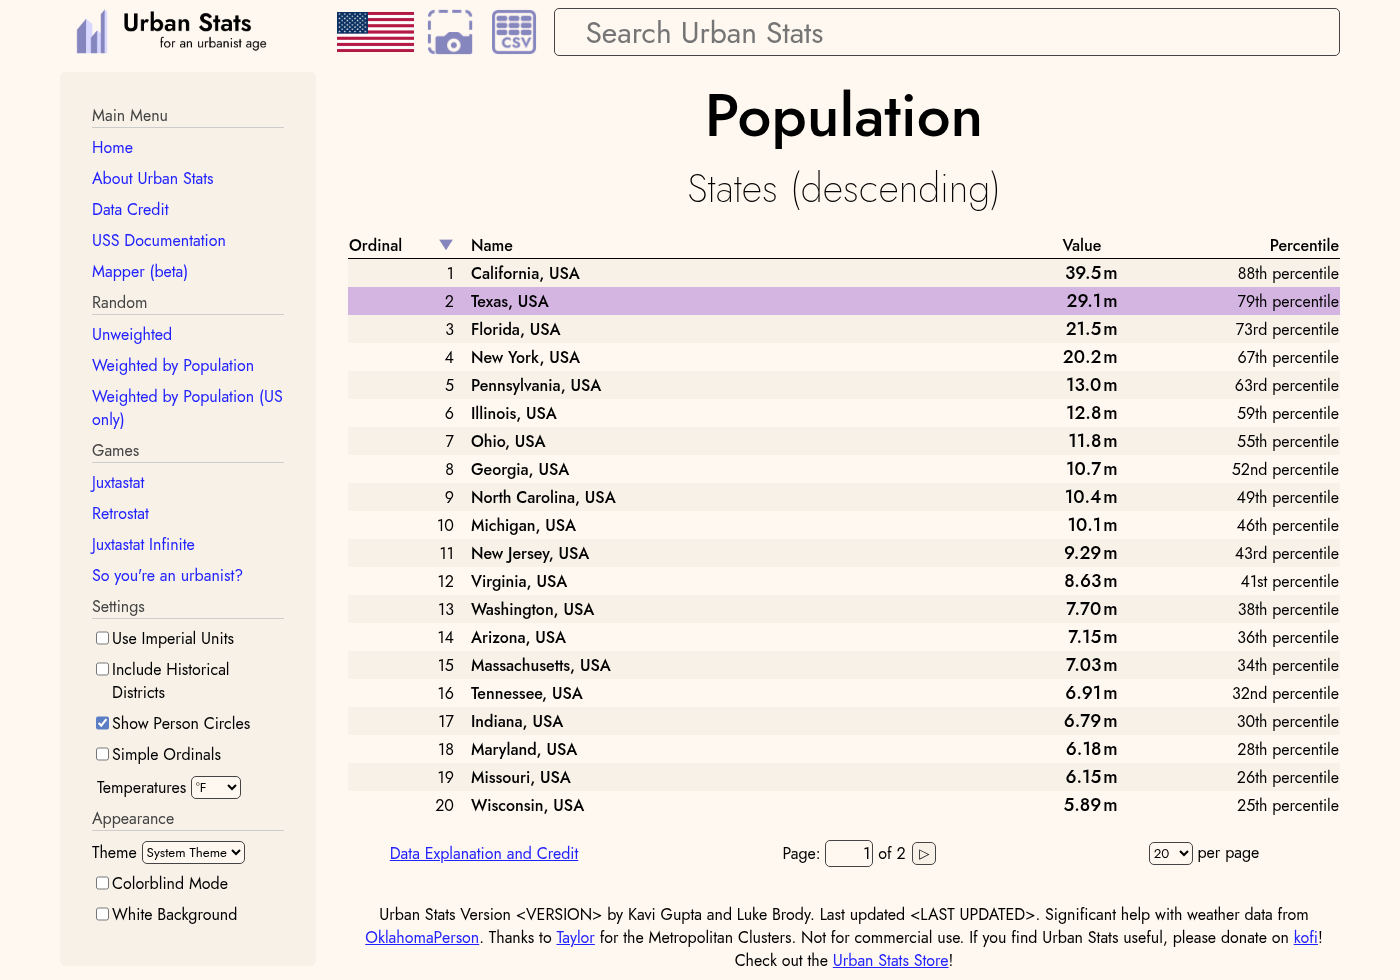 Urban Stats
for an urbanist age
CSV
Search Urban Stats
Main Menu
Home
About Urban Stats
Data Credit
USS Documentation
Mapper (beta)
Random
Unweighted
Weighted by Population
Weighted by Population (US
only)
Games
Juxtastat
Retrostat
Juxtastat Infinite
So you're an urbanist?
Settings
Use Imperial Units
Include Historical
Districts
Show Person Circles
Simple Ordinals
Temperatures °F
Appearance
Theme System Theme
Colorblind Mode
White Background
Population
States (descending)
Ordinal Name Value Percentile
1 California, USA 39.5m 88th percentile
2 Texas, USA 29.1m 79th percentile
3 Florida, USA 21.5m 73rd percentile
4 New York, USA 20.2m 67th percentile
5 Pennsylvania, USA 13.0m 63rd percentile
6 Illinois, USA 12.8m 59th percentile
7 Ohio, USA 11.8m 55th percentile
8 Georgia, USA 10.7m 52nd percentile
9 North Carolina, USA 10.4m 49th percentile
10 Michigan, USA 10.1m 46th percentile
11 New Jersey, USA 9.29m 43rd percentile
12 Virginia, USA 8.63m 41st percentile
13 Washington, USA 7.70m 38th percentile
14 Arizona, USA 7.15m 36th percentile
15 Massachusetts, USA 7.03m 34th percentile
16 Tennessee, USA 6.91m 32nd percentile
17 Indiana, USA 6.79m 30th percentile
18 Maryland, USA 6.18m 28th percentile
19 Missouri, USA 6.15m 26th percentile
20 Wisconsin, USA 5.89m 25th percentile
Data Explanation and Credit Page: 1 of 2 ▷ 20 per page
Urban Stats Version <VERSION> by Kavi Gupta and Luke Brody. Last updated <LAST UPDATED>. Significant help with weather data from
OklahomaPerson. Thanks to Taylor for the Metropolitan Clusters. Not for commercial use. If you find Urban Stats useful, please donate on kofi!
Check out the Urban Stats Store!